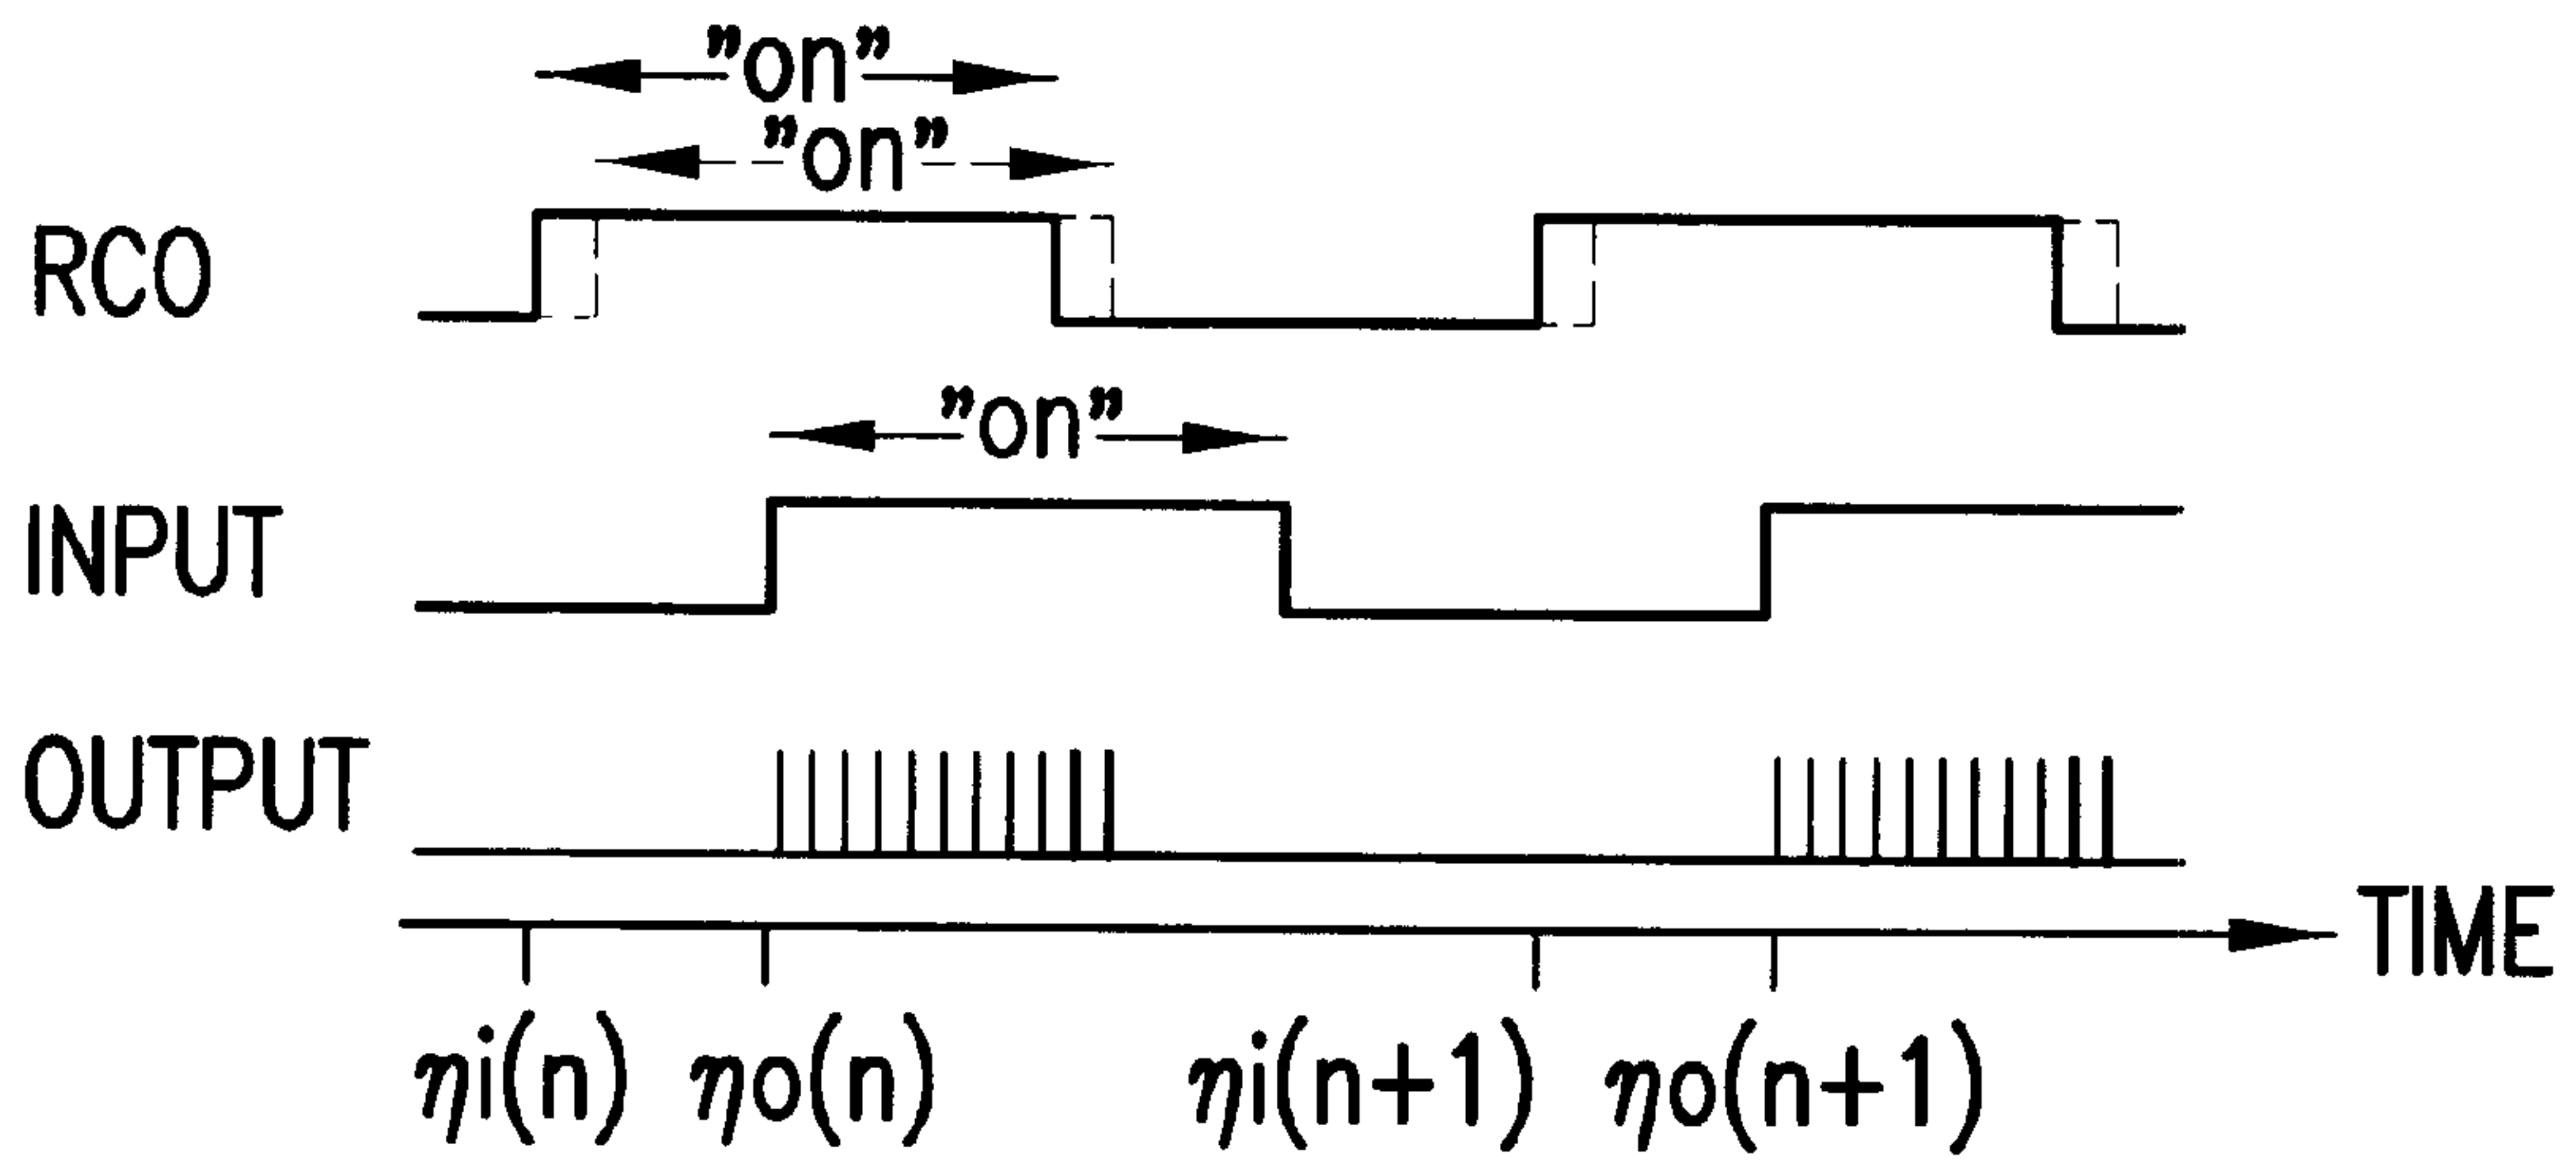 "on"
"on"
RCO
"on"
INPUT
OUTPUT
TIME
ηi(n) ηo(n) ηi(n+1) ηo(n+1)